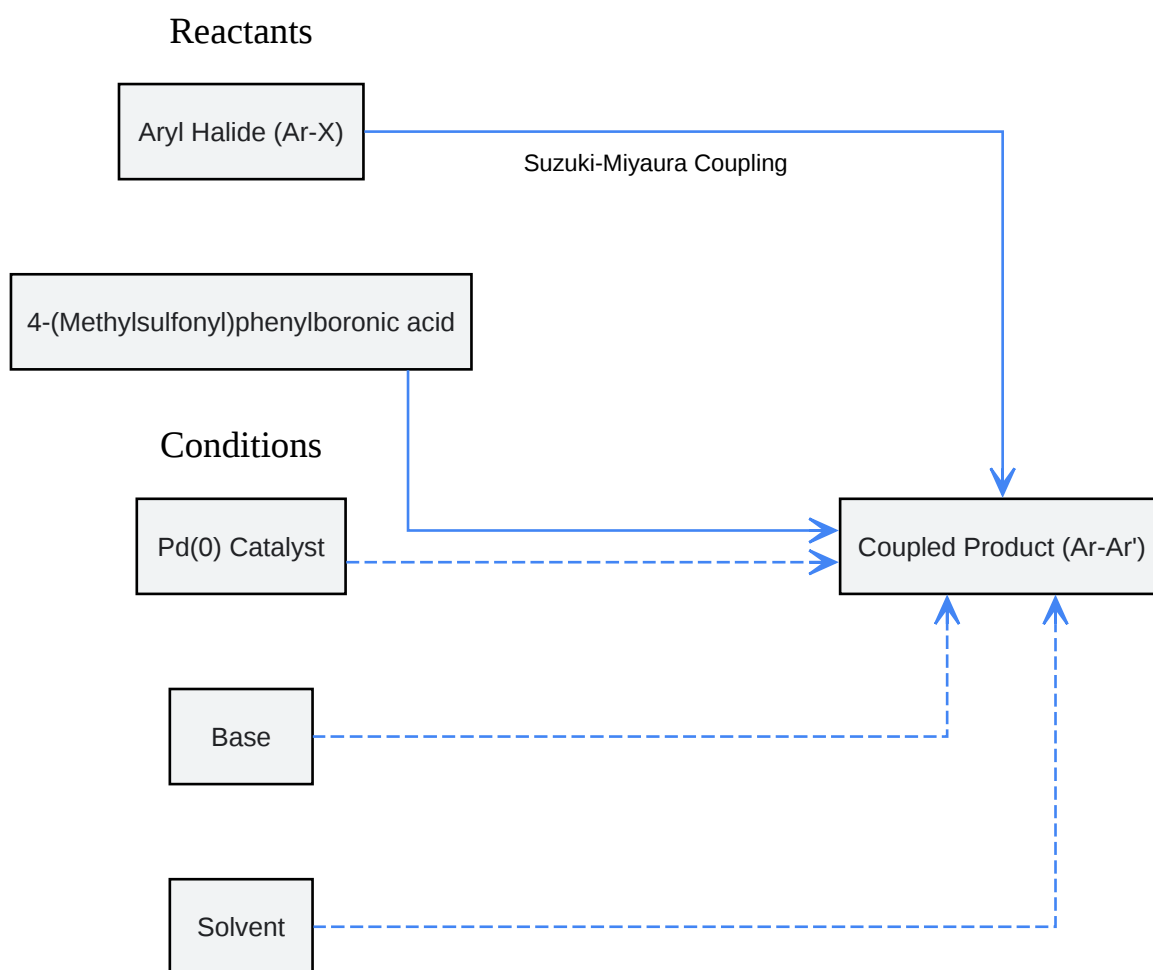 Reactants
Aryl Halide (Ar-X)
Suzuki-Miyaura Coupling
4-(Methylsulfonyl)phenylboronic acid
Conditions
Pd(0) Catalyst
Coupled Product (Ar-Ar')
Base
Solvent